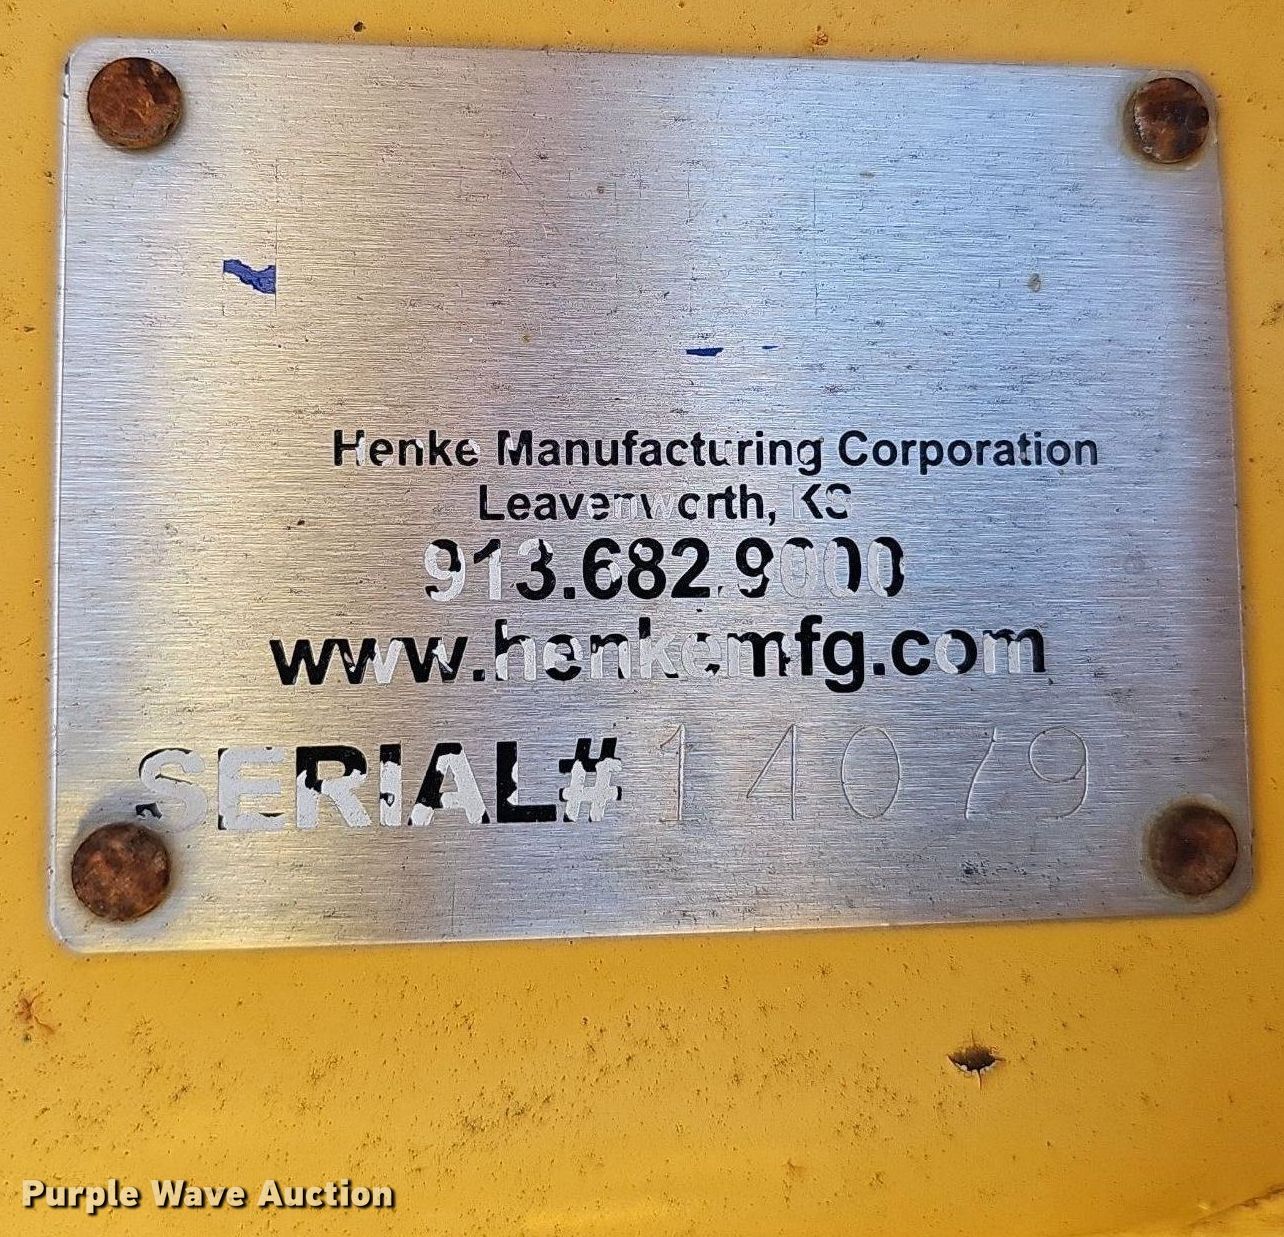 Henke Manufacturing Corporation
Leavenworth, KS
913.682.9000
www.henkemfg.com
SERIAL# 14079
Purple Wave Auction